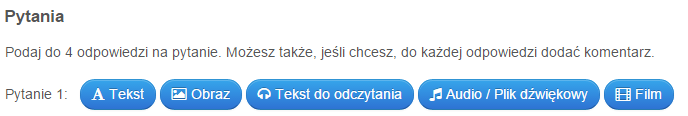 Pytania
Podaj do 4 odpowiedzi na pytanie. Możesz także, jeśli chcesz, do każdej odpowiedzi dodać komentarz.
Pytanie 1: Tekst Obraz Tekst do odczytania Audio / Plik dźwiękowy Film